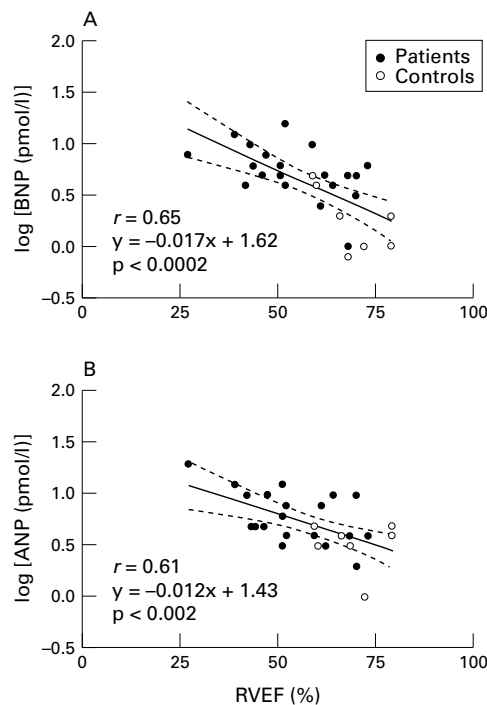 A
2.0
Patients
Controls
1.5
1.0
0.5
0.0
–0.5
log [BNP (pmol/l)]
r = 0.65
y = –0.017x + 1.62
p < 0.0002
0 25 50 75 100
B
2.0
1.5
1.0
0.5
0.0
–0.5
log [ANP (pmol/l)]
r = 0.61
y = –0.012x + 1.43
p < 0.002
0 25 50 75 100
RVEF (%)